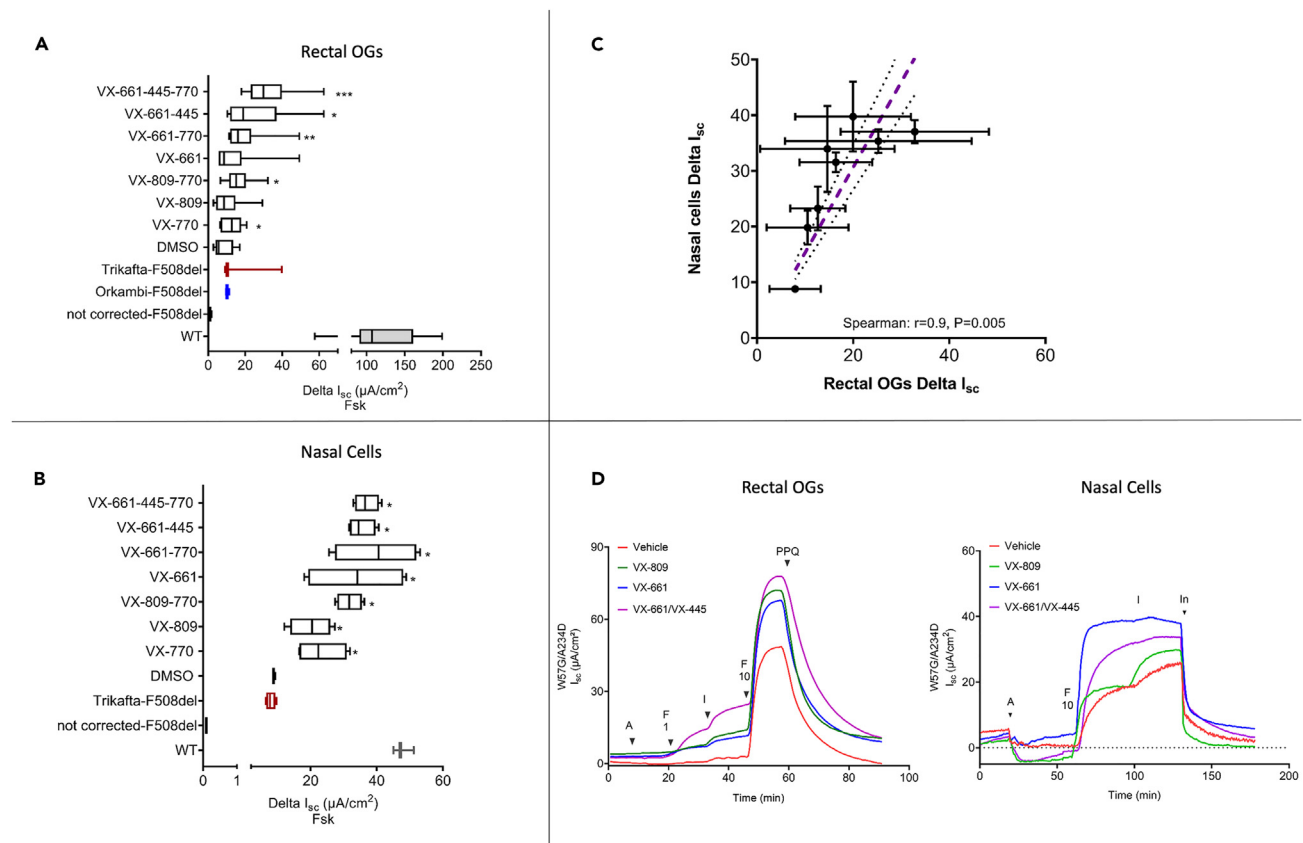 A
Rectal OGs
VX-661-445-770
***
VX-661-445
*
VX-661-770
**
VX-661
VX-809-770
*
VX-809
VX-770
*
DMSO
Trikafta-F508del
Orkambi-F508del
not corrected-F508del
WT
0 20 40 60 100 150 200 250
Delta Isc (µA/cm²)
Fsk
C
50
40
30
20
10
0
Nasal cells Delta Isc
Spearman: r=0.9, P=0.005
0 20 40 60
Rectal OGs Delta Isc
B
Nasal Cells
VX-661-445-770
*
VX-661-445
*
VX-661-770
*
VX-661
*
VX-809-770
*
VX-809
*
VX-770
*
DMSO
Trikafta-F508del
not corrected-F508del
WT
0 1 20 40 60
Delta Isc (µA/cm²)
Fsk
D
Rectal OGs
90
60
30
0
W57G/A234D
Isc (µA/cm²)
Vehicle
VX-809
VX-661
VX-661/VX-445
PPQ
A
F
1
I
F
10
0 20 40 60 80 100
Time (min)
Nasal Cells
60
40
20
0
W57G/A234D
Isc (µA/cm²)
Vehicle
VX-809
VX-661
VX-661/VX-445
I
In
A
F
10
0 50 100 150 200
Time (min)